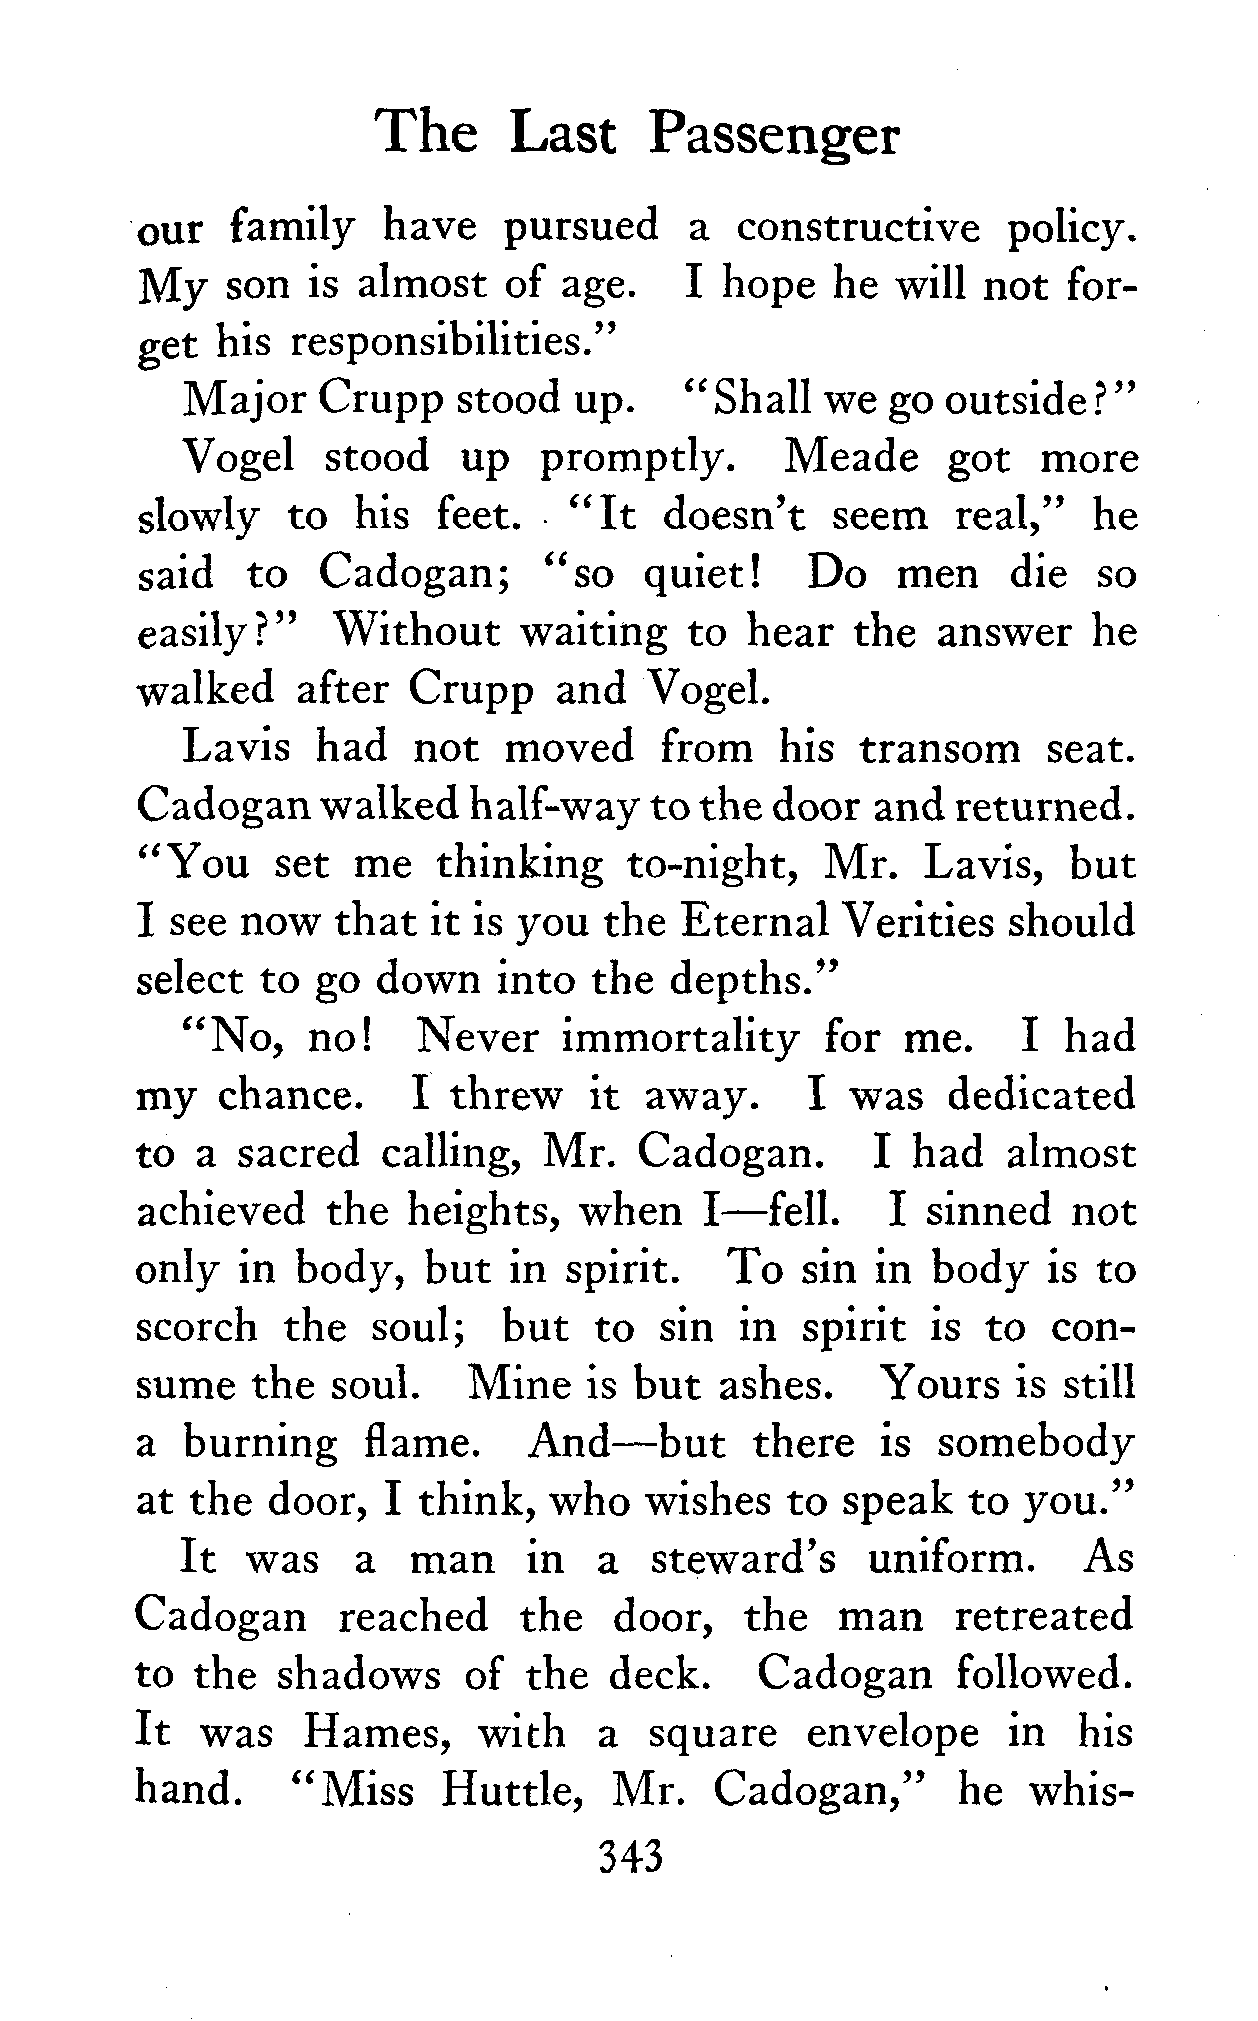 The Last Passenger
our family have pursued a constructive policy.
My son is almost of age. I hope he will not for-
get his responsibilities."
Major Crupp stood up. "Shall we go outside?"
Vogel stood up promptly. Meade got more
slowly to his feet. "It doesn't seem real," he
said to Cadogan; "so quiet! Do men die so
easily?" Without waiting to hear the answer he
walked after Crupp and Vogel.
Lavis had not moved from his transom seat.
Cadogan walked half-way to the door and returned.
"You set me thinking to-night, Mr. Lavis, but
I see now that it is you the Eternal Verities should
select to go down into the depths."
"No, no! Never immortality for me. I had
my chance. I threw it away. I was dedicated
to a sacred calling, Mr. Cadogan. I had almost
achieved the heights, when I—fell. I sinned not
only in body, but in spirit. To sin in body is to
scorch the soul; but to sin in spirit is to con-
sume the soul. Mine is but ashes. Yours is still
a burning flame. And—but there is somebody
at the door, I think, who wishes to speak to you."
It was a man in a steward's uniform. As
Cadogan reached the door, the man retreated
to the shadows of the deck. Cadogan followed.
It was Hames, with a square envelope in his
hand. "Miss Huttle, Mr. Cadogan," he whis-
343